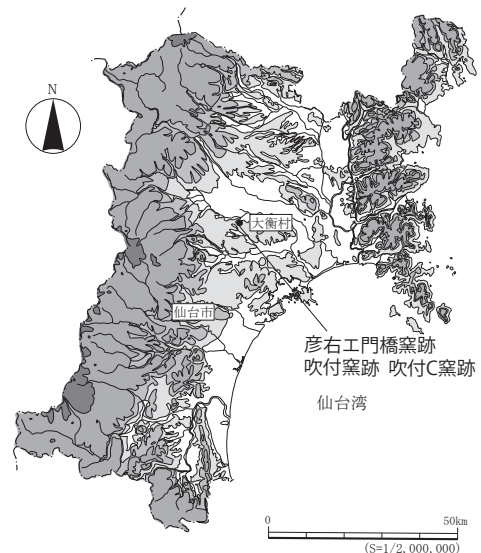 N
大衡村
仙台市
彦右エ門橋窯跡
吹付窯跡 吹付C窯跡
仙台湾
0 50km
(S=1/2,000,000)